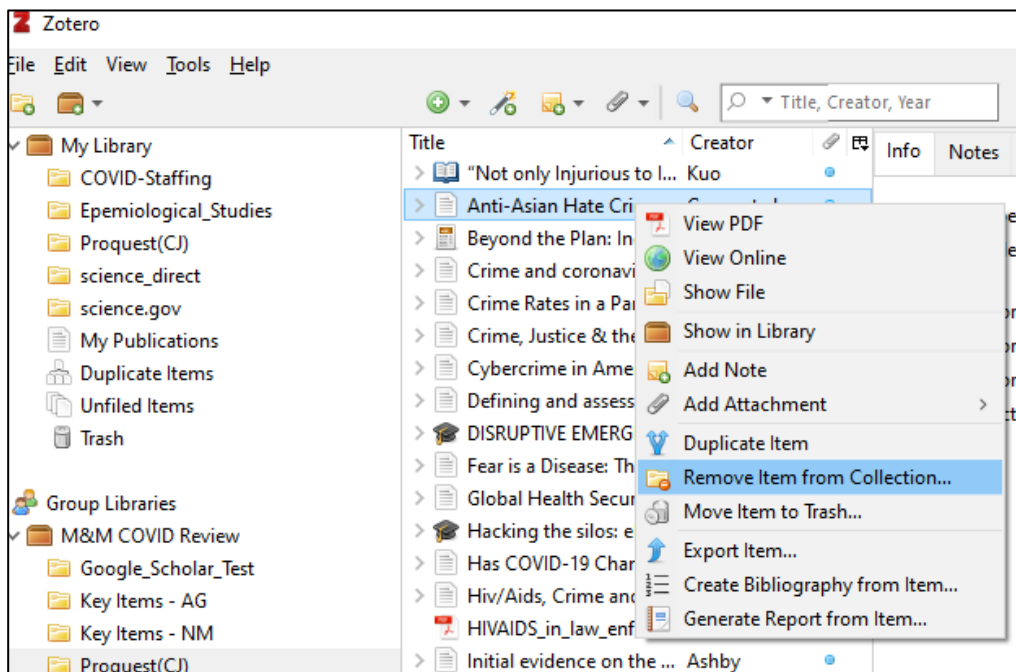 Zotero
File Edit View Tools Help
Title, Creator, Year
My Library
COVID-Staffing
Epemiological_Studies
Proquest(CJ)
science_direct
science.gov
My Publications
Duplicate Items
Unfiled Items
Trash
Group Libraries
M&M COVID Review
Google_Scholar_Test
Key Items - AG
Key Items - NM
Proquest(CJ)
Title Creator
"Not only Injurious to I... Kuo
Anti-Asian Hate Cri
Beyond the Plan: In
Crime and coronavi
Crime Rates in a Pa
Crime, Justice & the
Cybercrime in Ame
Defining and assess
DISRUPTIVE EMERG
Fear is a Disease: Th
Global Health Secur
Hacking the silos: e
Has COVID-19 Char
Hiv/Aids, Crime and
HIVAIDS_in_law_enf
Initial evidence on the ... Ashby
View PDF
View Online
Show File
Show in Library
Add Note
Add Attachment
Duplicate Item
Remove Item from Collection...
Move Item to Trash...
Export Item...
Create Bibliography from Item...
Generate Report from Item...
Info Notes